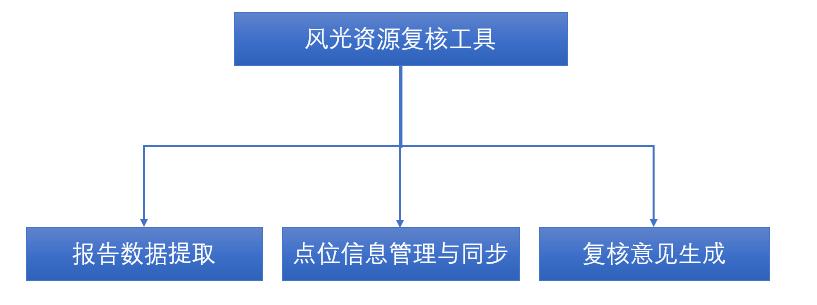 风光资源复核工具
报告数据提取
点位信息管理与同步
复核意见生成